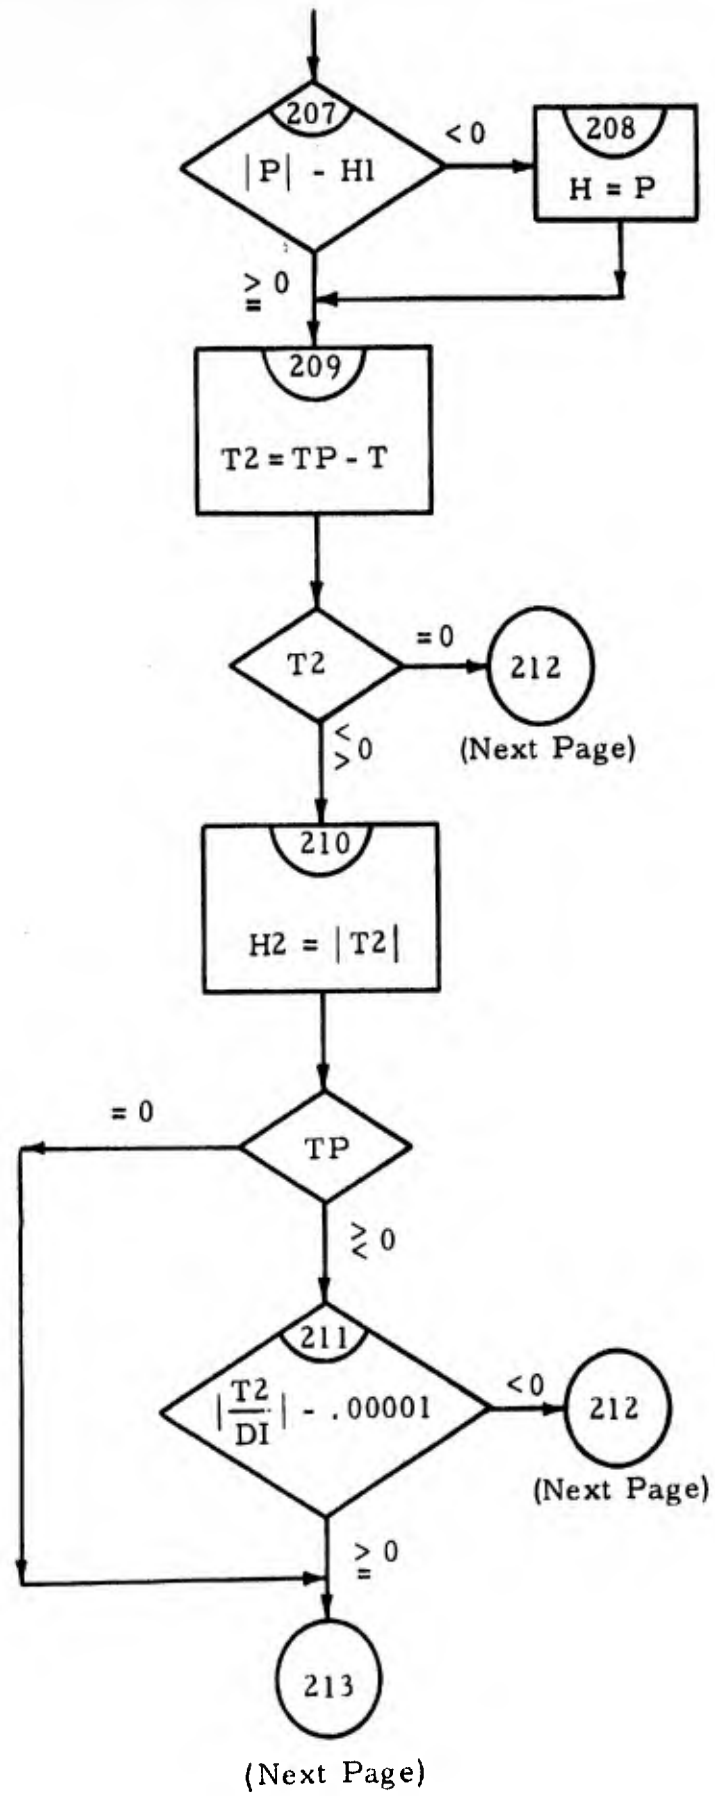 207
|P| - H1
< 0
208
H = P
≥ 0
209
T2 = TP - T
T2
= 0
212
(Next Page)
<
> 0
210
H2 = |T2|
= 0
TP
>
< 0
211
|T2/DI| - .00001
< 0
212
(Next Page)
≥ 0
213
(Next Page)